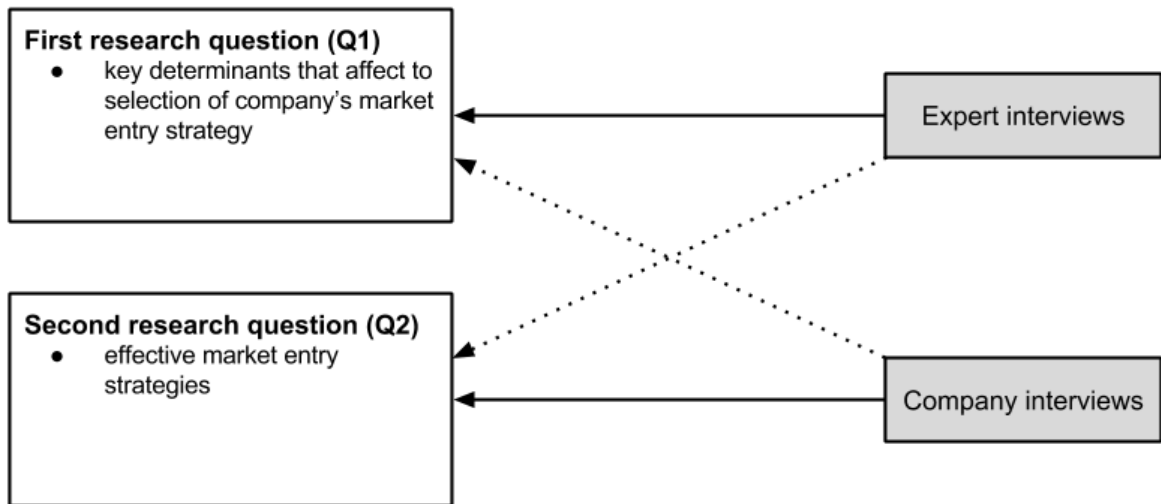 First research question (Q1)
● key determinants that affect to
selection of company's market
entry strategy
Expert interviews
Second research question (Q2)
● effective market entry
strategies
Company interviews